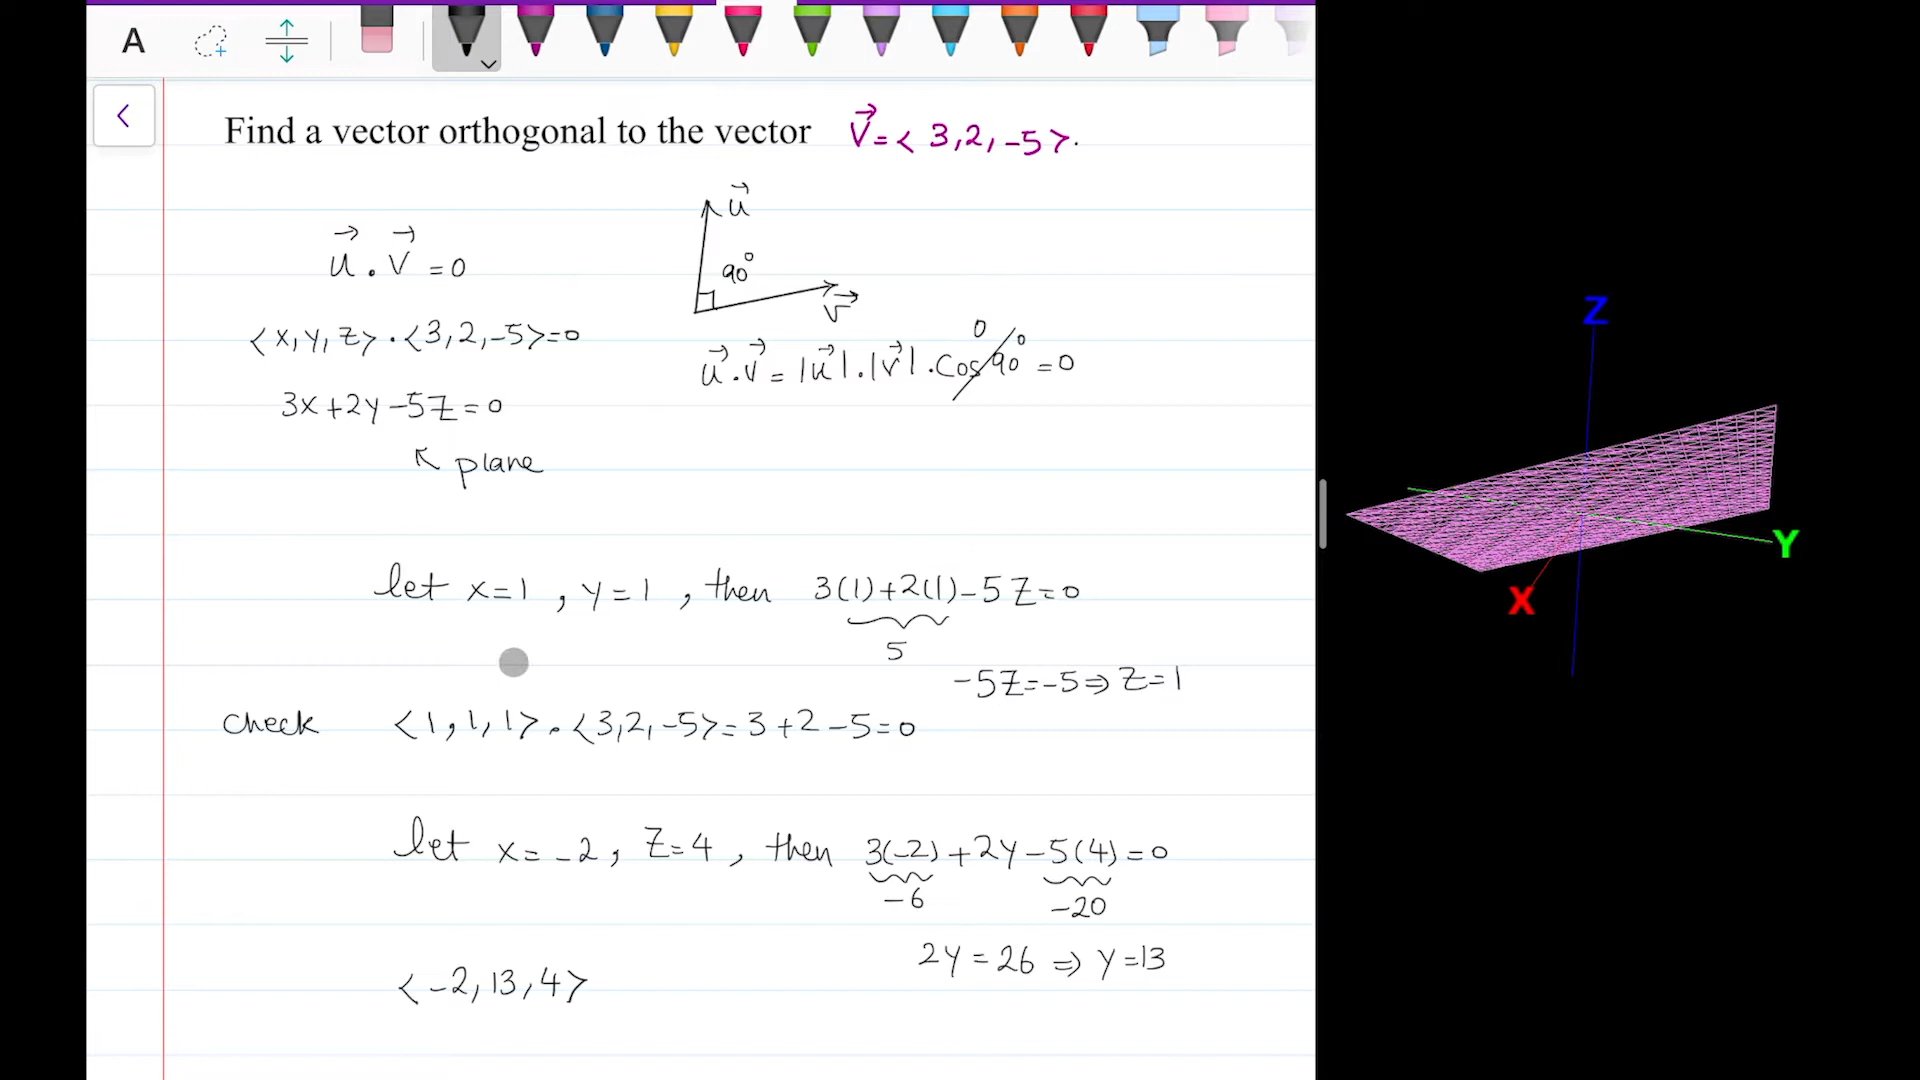 A
Find a vector orthogonal to the vector v⃗ = < 3, 2, -5 >.
u⃗
u⃗ . v⃗ = 0
90°
v⃗
<x, y, z> . <3, 2, -5> = 0
0
u⃗ . v⃗ = |u⃗| . |v⃗| . cos 90° = 0
3x + 2y - 5z = 0
plane
let x = 1 , y = 1 , then 3(1) + 2(1) - 5z = 0
5
-5z = -5 ⇒ z = 1
check <1, 1, 1> . <3, 2, -5> = 3 + 2 - 5 = 0
let x = -2 , z = 4 , then 3(-2) + 2y - 5(4) = 0
-6 -20
2y = 26 ⇒ y = 13
< -2, 13, 4 >
Z
Y
X